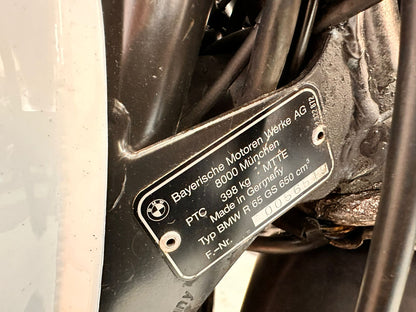 Bayerische Motoren Werke AG
8000 München
PTC 398 kg : MTTE
Made in Germany
Typ BMW R 65 GS 650 cm³
F.-Nr.